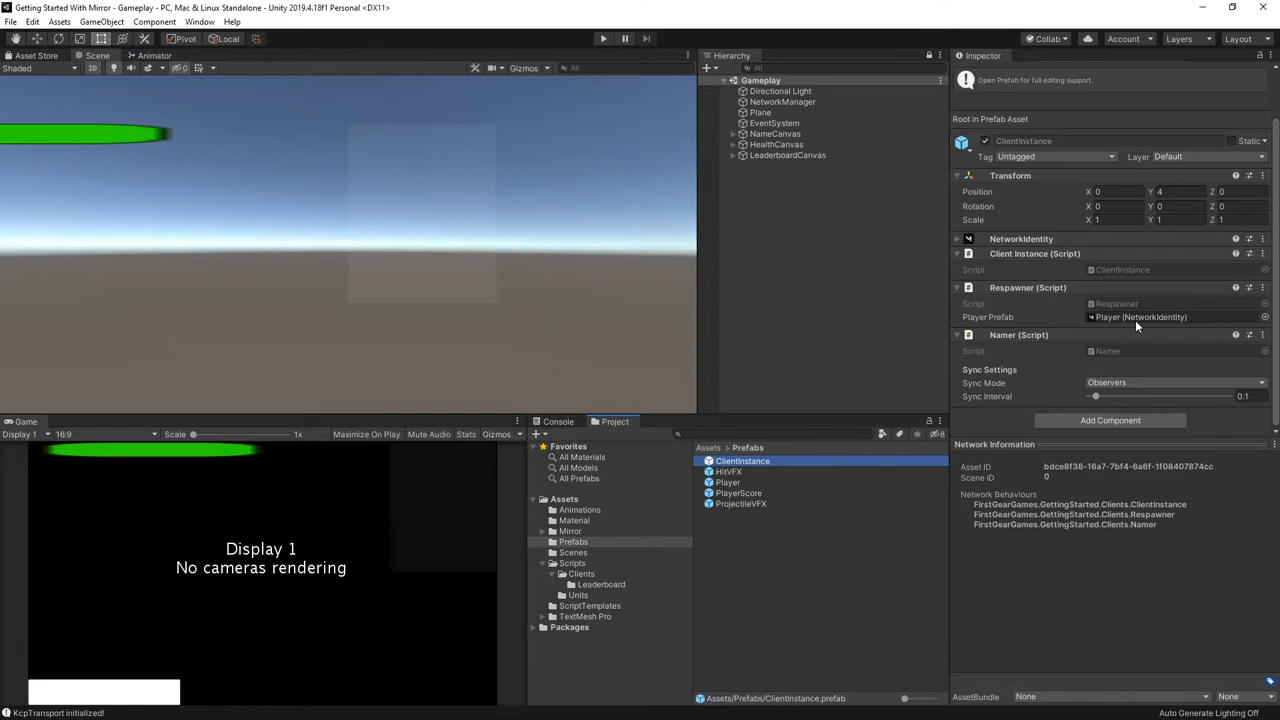 Getting Started With Mirror - Gameplay - PC, Mac & Linux Standalone - Unity 2019.4.18f1 Personal <DX11>
File Edit Assets GameObject Component Window Help
Pivot Local Collab Account Layers Layout
Asset Store Scene Animator
Shaded 2D 0 Gizmos All
Hierarchy
All
Gameplay
Directional Light
NetworkManager
Plane
EventSystem
NameCanvas
HealthCanvas
LeaderboardCanvas
Inspector
Open Prefab for full editing support.
Root in Prefab Asset
ClientInstance Static
Tag Untagged Layer Default
Transform
Position X 0 Y 4 Z 0
Rotation X 0 Y 0 Z 0
Scale X 1 Y 1 Z 1
NetworkIdentity
Client Instance (Script)
Script ClientInstance
Respawner (Script)
Script Respawner
Player Prefab Player (NetworkIdentity)
Namer (Script)
Script Namer
Sync Settings
Sync Mode Observers
Sync Interval 0.1
Add Component
Network Information
Asset ID bdce8f38-16a7-7bf4-6a6f-1f08407874cc
Scene ID 0
Network Behaviours
FirstGearGames.GettingStarted.Clients.ClientInstance
FirstGearGames.GettingStarted.Clients.Respawner
FirstGearGames.GettingStarted.Clients.Namer
AssetBundle None None
Game
Display 1 16:9 Scale 1x Maximize On Play Mute Audio Stats Gizmos
Display 1
No cameras rendering
Console Project
8
Favorites
All Materials
All Models
All Prefabs
Assets
Animations
Material
Mirror
Prefabs
Scenes
Scripts
Clients
Leaderboard
Units
ScriptTemplates
TextMesh Pro
Packages
Assets > Prefabs
ClientInstance
HitVFX
Player
PlayerScore
ProjectileVFX
Assets/Prefabs/ClientInstance.prefab
KcpTransport initialized!
Auto Generate Lighting Off